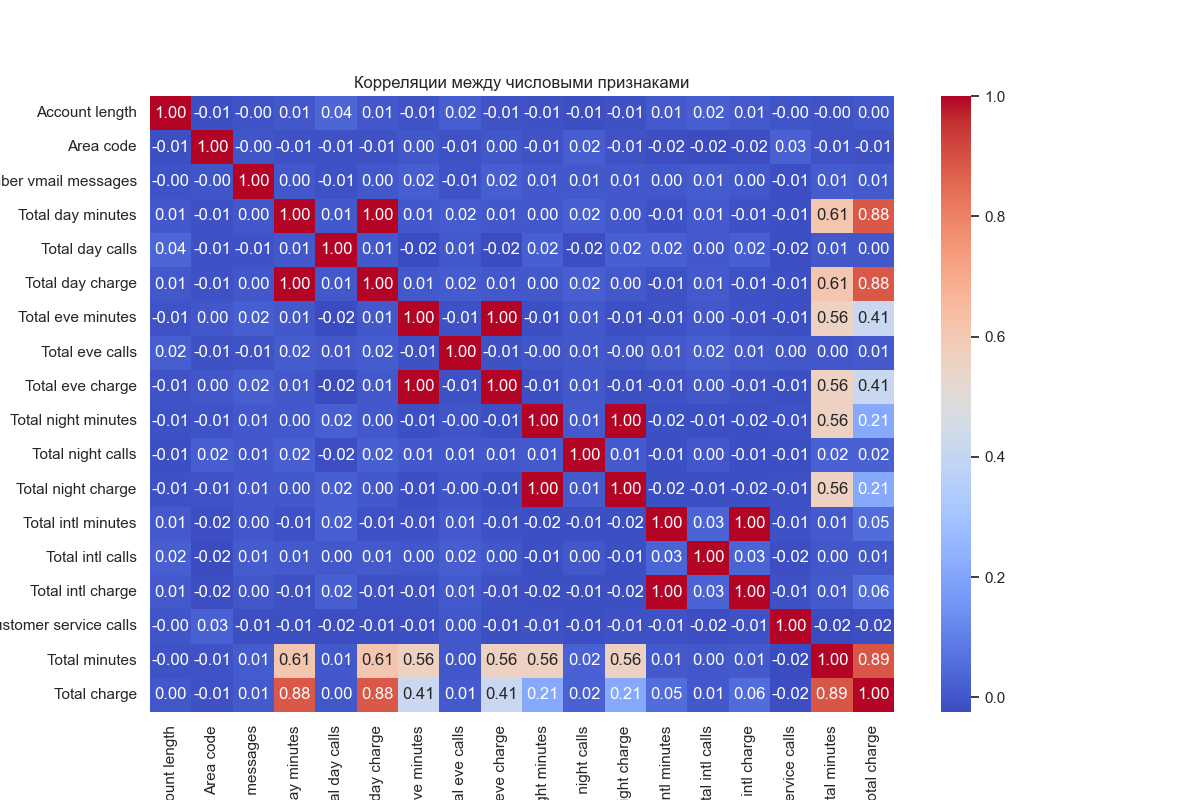 Корреляции между числовыми признаками
Account length 1.00 -0.01 -0.00 0.01 0.04 0.01 -0.01 0.02 -0.01 -0.01 -0.01 -0.01 0.01 0.02 0.01 -0.00 -0.00 0.00
Area code -0.01 1.00 -0.00 -0.01 -0.01 -0.01 0.00 -0.01 0.00 -0.01 0.02 -0.01 -0.02 -0.02 -0.02 0.03 -0.01 -0.01
ber vmail messages -0.00 -0.00 1.00 0.00 -0.01 0.00 0.02 -0.01 0.02 0.01 0.01 0.01 0.00 0.01 0.00 -0.01 0.01 0.01
Total day minutes 0.01 -0.01 0.00 1.00 0.01 1.00 0.01 0.02 0.01 0.00 0.02 0.00 -0.01 0.01 -0.01 -0.01 0.61 0.88
Total day calls 0.04 -0.01 -0.01 0.01 1.00 0.01 -0.02 0.01 -0.02 0.02 -0.02 0.02 0.02 0.00 0.02 -0.02 0.01 0.00
Total day charge 0.01 -0.01 0.00 1.00 0.01 1.00 0.01 0.02 0.01 0.00 0.02 0.00 -0.01 0.01 -0.01 -0.01 0.61 0.88
Total eve minutes -0.01 0.00 0.02 0.01 -0.02 0.01 1.00 -0.01 1.00 -0.01 0.01 -0.01 -0.01 0.00 -0.01 -0.01 0.56 0.41
Total eve calls 0.02 -0.01 -0.01 0.02 0.01 0.02 -0.01 1.00 -0.01 -0.00 0.01 -0.00 0.01 0.02 0.01 0.00 0.00 0.01
Total eve charge -0.01 0.00 0.02 0.01 -0.02 0.01 1.00 -0.01 1.00 -0.01 0.01 -0.01 -0.01 0.00 -0.01 -0.01 0.56 0.41
Total night minutes -0.01 -0.01 0.01 0.00 0.02 0.00 -0.01 -0.00 -0.01 1.00 0.01 1.00 -0.02 -0.01 -0.02 -0.01 0.56 0.21
Total night calls -0.01 0.02 0.01 0.02 -0.02 0.02 0.01 0.01 0.01 0.01 1.00 0.01 -0.01 0.00 -0.01 -0.01 0.02 0.02
Total night charge -0.01 -0.01 0.01 0.00 0.02 0.00 -0.01 -0.00 -0.01 1.00 0.01 1.00 -0.02 -0.01 -0.02 -0.01 0.56 0.21
Total intl minutes 0.01 -0.02 0.00 -0.01 0.02 -0.01 -0.01 0.01 -0.01 -0.02 -0.01 -0.02 1.00 0.03 1.00 -0.01 0.01 0.05
Total intl calls 0.02 -0.02 0.01 0.01 0.00 0.01 0.00 0.02 0.00 -0.01 0.00 -0.01 0.03 1.00 0.03 -0.02 0.00 0.01
Total intl charge 0.01 -0.02 0.00 -0.01 0.02 -0.01 -0.01 0.01 -0.01 -0.02 -0.01 -0.02 1.00 0.03 1.00 -0.01 0.01 0.06
ustomer service calls -0.00 0.03 -0.01 -0.01 -0.02 -0.01 -0.01 0.00 -0.01 -0.01 -0.01 -0.01 -0.01 -0.02 -0.01 1.00 -0.02 -0.02
Total minutes -0.00 -0.01 0.01 0.61 0.01 0.61 0.56 0.00 0.56 0.56 0.02 0.56 0.01 0.00 0.01 -0.02 1.00 0.89
Total charge 0.00 -0.01 0.01 0.88 0.00 0.88 0.41 0.01 0.41 0.21 0.02 0.21 0.05 0.01 0.06 -0.02 0.89 1.00
ount length
Area code
messages
ay minutes
al day calls
day charge
ve minutes
al eve calls
eve charge
ght minutes
night calls
ight charge
ntl minutes
tal intl calls
intl charge
ervice calls
tal minutes
otal charge
1.0
0.8
0.6
0.4
0.2
0.0